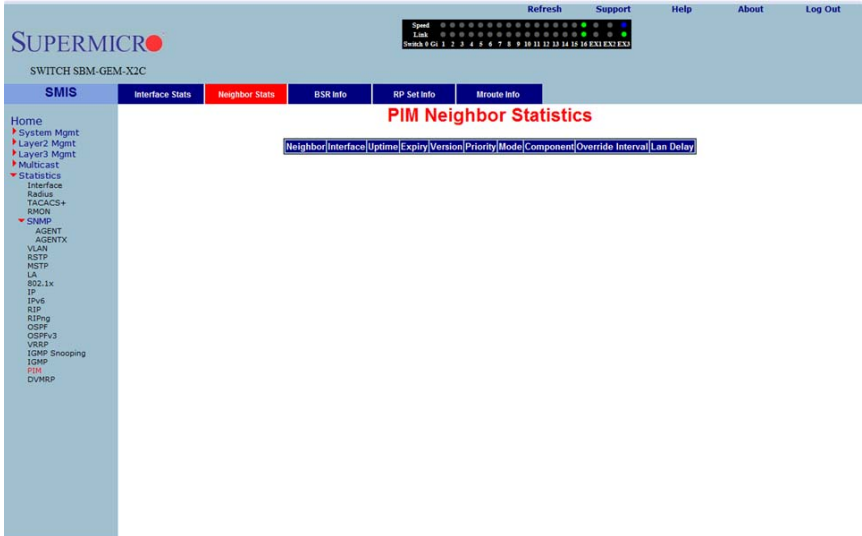 Refresh Support Help About Log Out
SUPERMICRO
SWITCH SBM-GEM-X2C
Speed
Link
Switch 0 Gi 1 2 3 4 5 6 7 8 9 10 11 12 13 14 15 16 EX1 EX2 EX3
SMIS
Interface Stats Neighbor Stats BSR Info RP Set Info Mroute Info
Home
System Mgmt
Layer2 Mgmt
Layer3 Mgmt
Multicast
Statistics
Interface
Radius
TACACS+
RMON
SNMP
AGENT
AGENTX
VLAN
RSTP
MSTP
LA
802.1x
IP
IPv6
RIP
RIPng
OSPF
OSPFv3
VRRP
IGMP Snooping
IGMP
PIM
DVMRP
PIM Neighbor Statistics
Neighbor Interface Uptime Expiry Version Priority Mode Component Override Interval Lan Delay